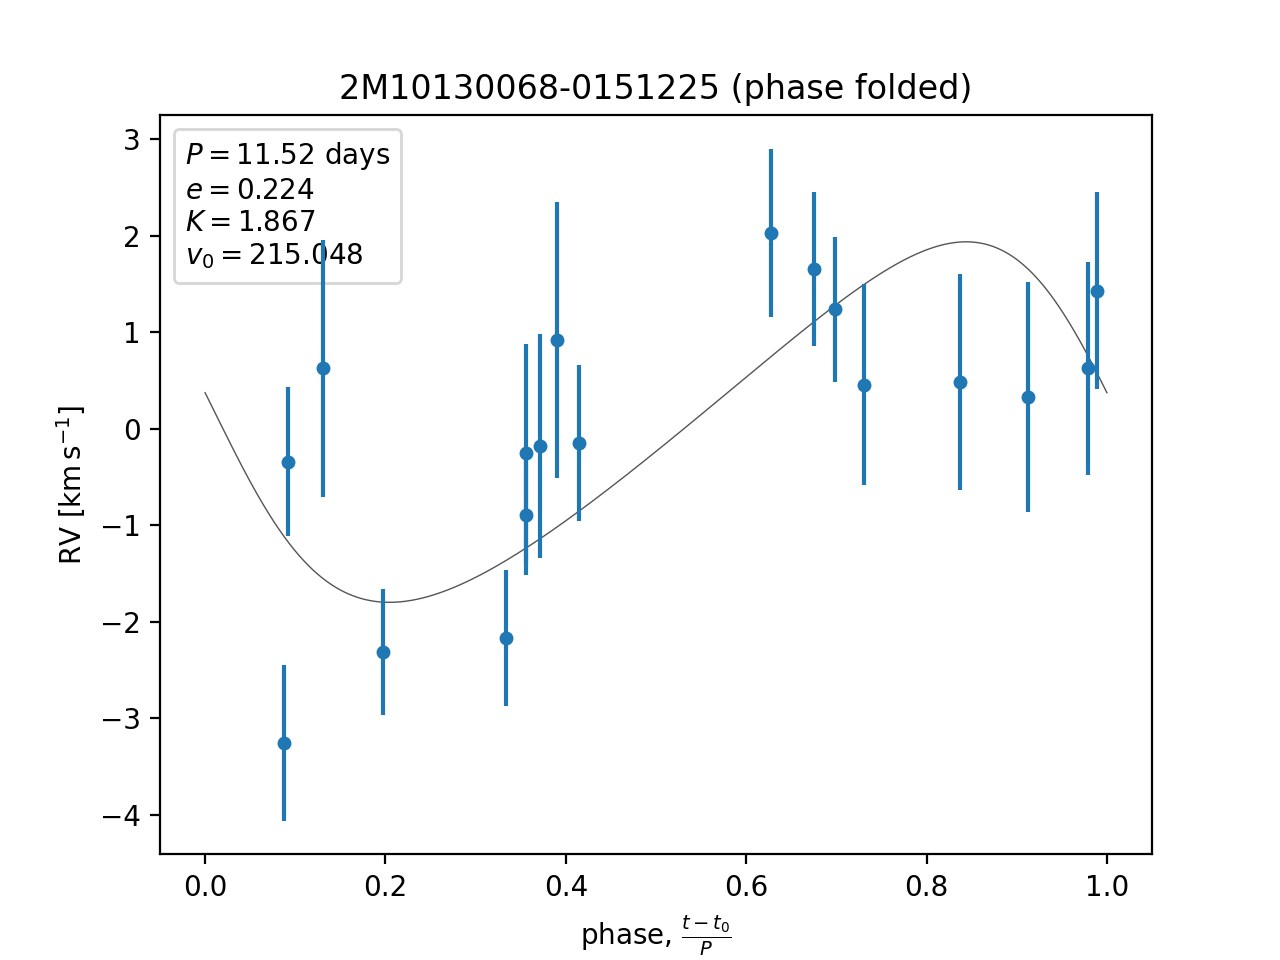 2M10130068-0151225 (phase folded)
P = 11.52 days
e = 0.224
K = 1.867
v₀ = 215.048
3
2
1
0
−1
−2
−3
−4
RV [km s⁻¹]
0.0 0.2 0.4 0.6 0.8 1.0
phase, (t − t₀)/P